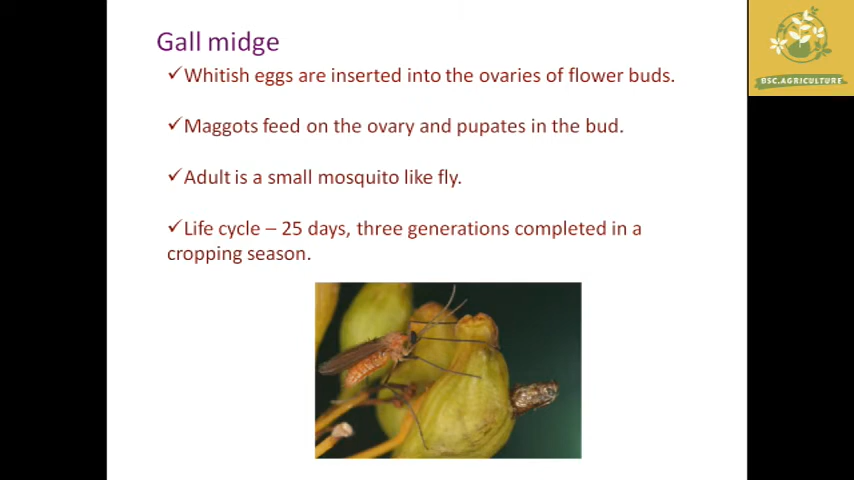 Gall midge
✓Whitish eggs are inserted into the ovaries of flower buds.
✓Maggots feed on the ovary and pupates in the bud.
✓Adult is a small mosquito like fly.
✓Life cycle – 25 days, three generations completed in a
cropping season.
BSC.AGRICULTURE